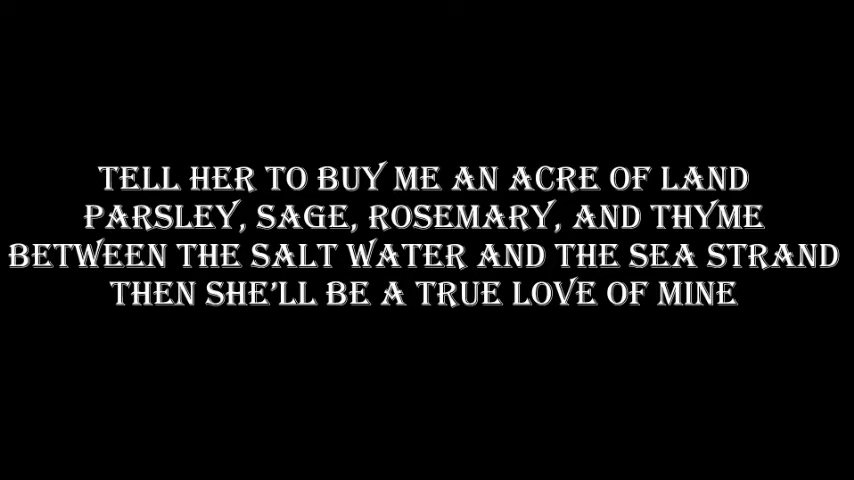 TELL HER TO BUY ME AN ACRE OF LAND
PARSLEY, SAGE, ROSEMARY, AND THYME
BETWEEN THE SALT WATER AND THE SEA STRAND
THEN SHE’LL BE A TRUE LOVE OF MINE